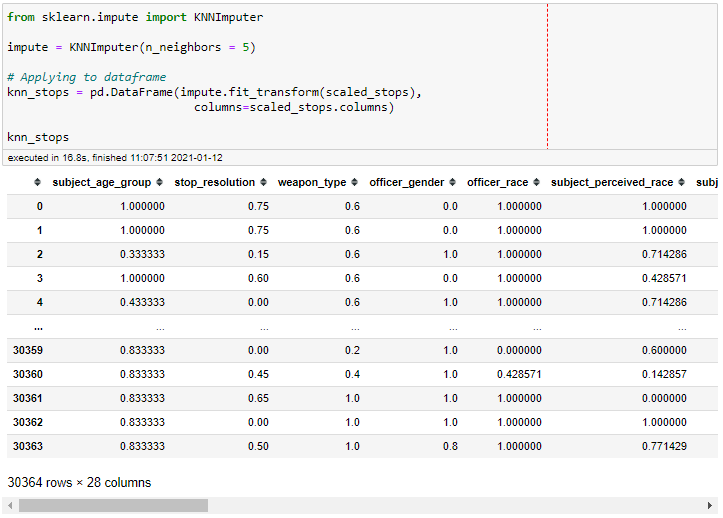 from sklearn.impute import KNNImputer
impute = KNNImputer(n_neighbors = 5)
# Applying to dataframe
knn_stops = pd.DataFrame(impute.fit_transform(scaled_stops),
columns=scaled_stops.columns)
knn_stops
executed in 16.8s, finished 11:07:51 2021-01-12
subject_age_group stop_resolution weapon_type officer_gender officer_race subject_perceived_race subj
0 1.000000 0.75 0.6 0.0 1.000000 1.000000
1 1.000000 0.75 0.6 0.0 1.000000 1.000000
2 0.333333 0.15 0.6 1.0 1.000000 0.714286
3 1.000000 0.60 0.6 0.0 1.000000 0.428571
4 0.433333 0.00 0.6 1.0 1.000000 0.714286
... ... ... ... ... ... ...
30359 0.833333 0.00 0.2 1.0 0.000000 0.600000
30360 0.833333 0.45 0.4 1.0 0.428571 0.142857
30361 0.833333 0.65 1.0 1.0 1.000000 0.000000
30362 0.833333 0.00 1.0 1.0 1.000000 1.000000
30363 0.833333 0.50 1.0 0.8 1.000000 0.771429
30364 rows × 28 columns